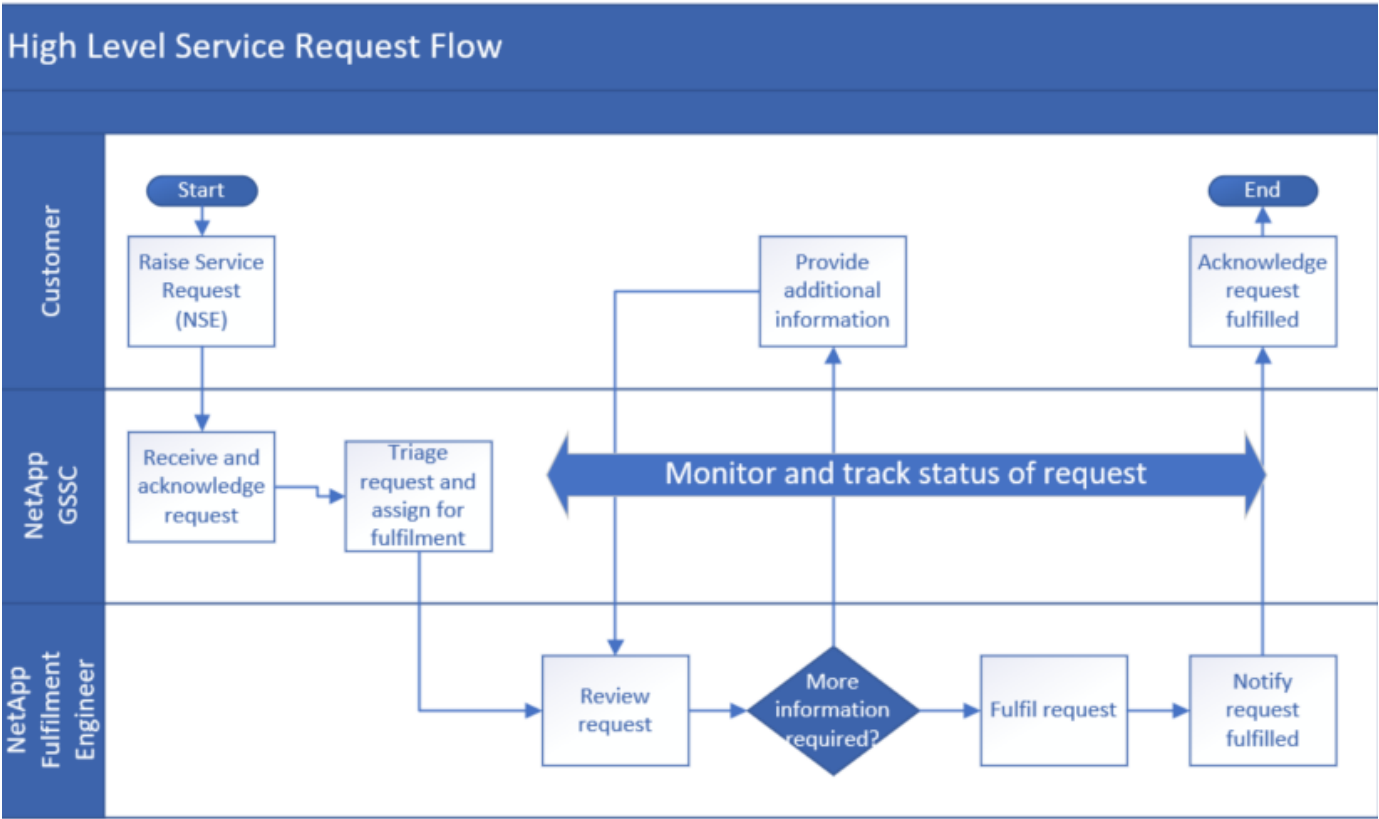 High Level Service Request Flow
Customer
Start
Raise Service
Request
(NSE)
Provide
additional
information
End
Acknowledge
request
fulfilled
NetApp
GSSC
Receive and
acknowledge
request
Triage
request and
assign for
fulfilment
Monitor and track status of request
NetApp
Fulfilment
Engineer
Review
request
More
information
required?
Fulfil request
Notify
request
fulfilled